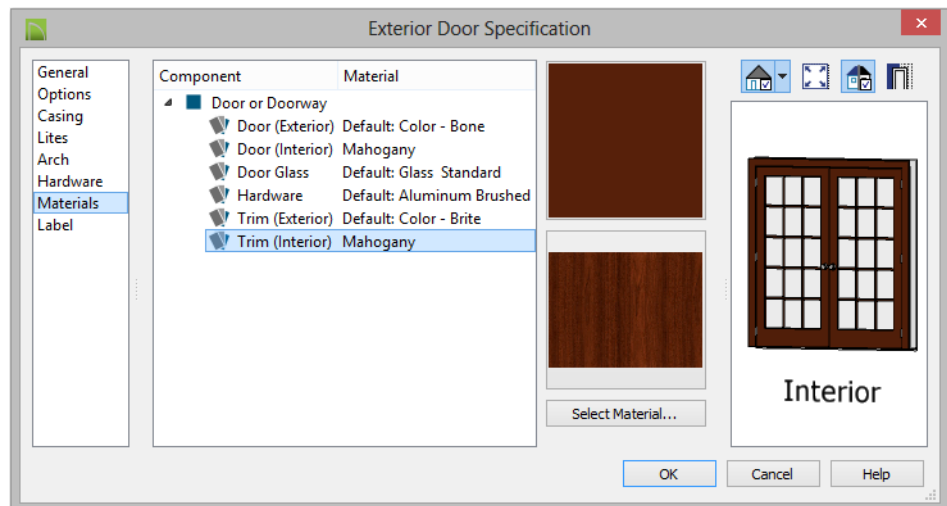 Exterior Door Specification
General
Options
Casing
Lites
Arch
Hardware
Materials
Label
Component Material
Door or Doorway
Door (Exterior) Default: Color - Bone
Door (Interior) Mahogany
Door Glass Default: Glass Standard
Hardware Default: Aluminum Brushed
Trim (Exterior) Default: Color - Brite
Trim (Interior) Mahogany
Select Material...
Interior
OK Cancel Help